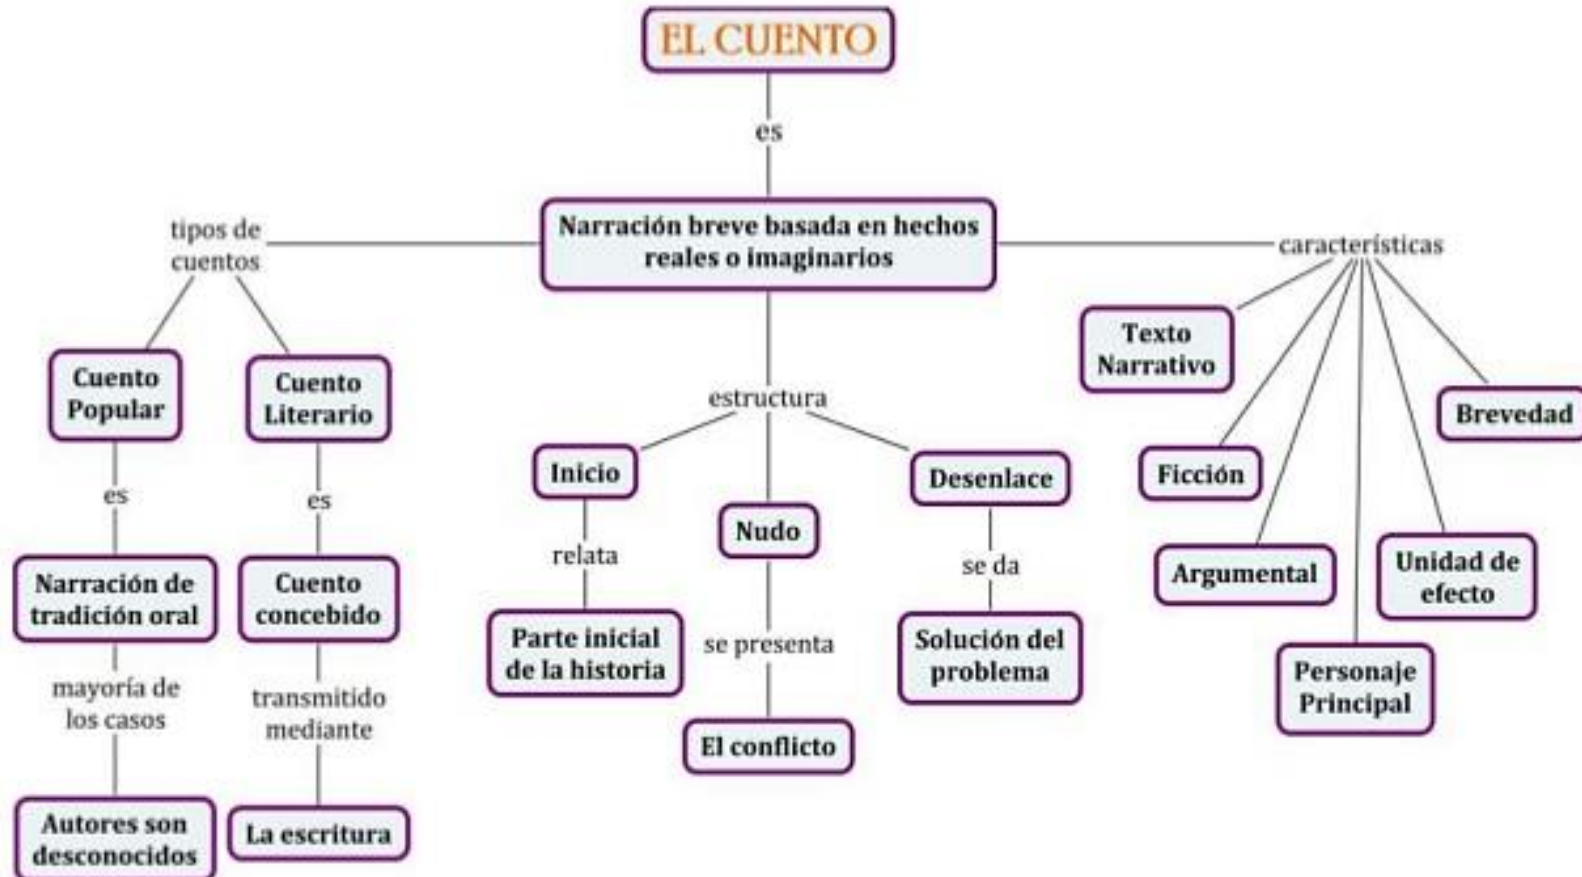 EL CUENTO
es
Narración breve basada en hechos
reales o imaginarios
tipos de
cuentos
Cuento
Popular
es
Narración de
tradición oral
mayoría de
los casos
Autores son
desconocidos
Cuento
Literario
es
Cuento
concebido
transmitido
mediante
La escritura
estructura
Inicio
relata
Parte inicial
de la historia
Nudo
se presenta
El conflicto
Desenlace
se da
Solución del
problema
característícas
Texto
Narrativo
Ficción
Argumental
Personaje
Principal
Unidad de
efecto
Brevedad